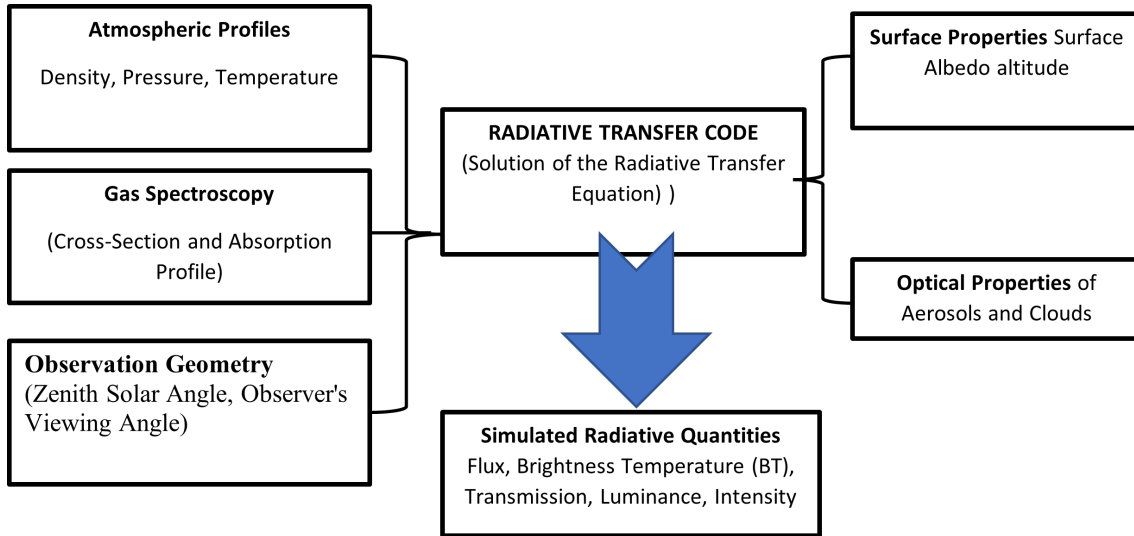 Atmospheric Profiles
Density, Pressure, Temperature
Gas Spectroscopy
(Cross-Section and Absorption
Profile)
Observation Geometry
(Zenith Solar Angle, Observer's
Viewing Angle)
RADIATIVE TRANSFER CODE
(Solution of the Radiative Transfer
Equation) )
Simulated Radiative Quantities
Flux, Brightness Temperature (BT),
Transmission, Luminance, Intensity
Surface Properties Surface
Albedo altitude
Optical Properties of
Aerosols and Clouds